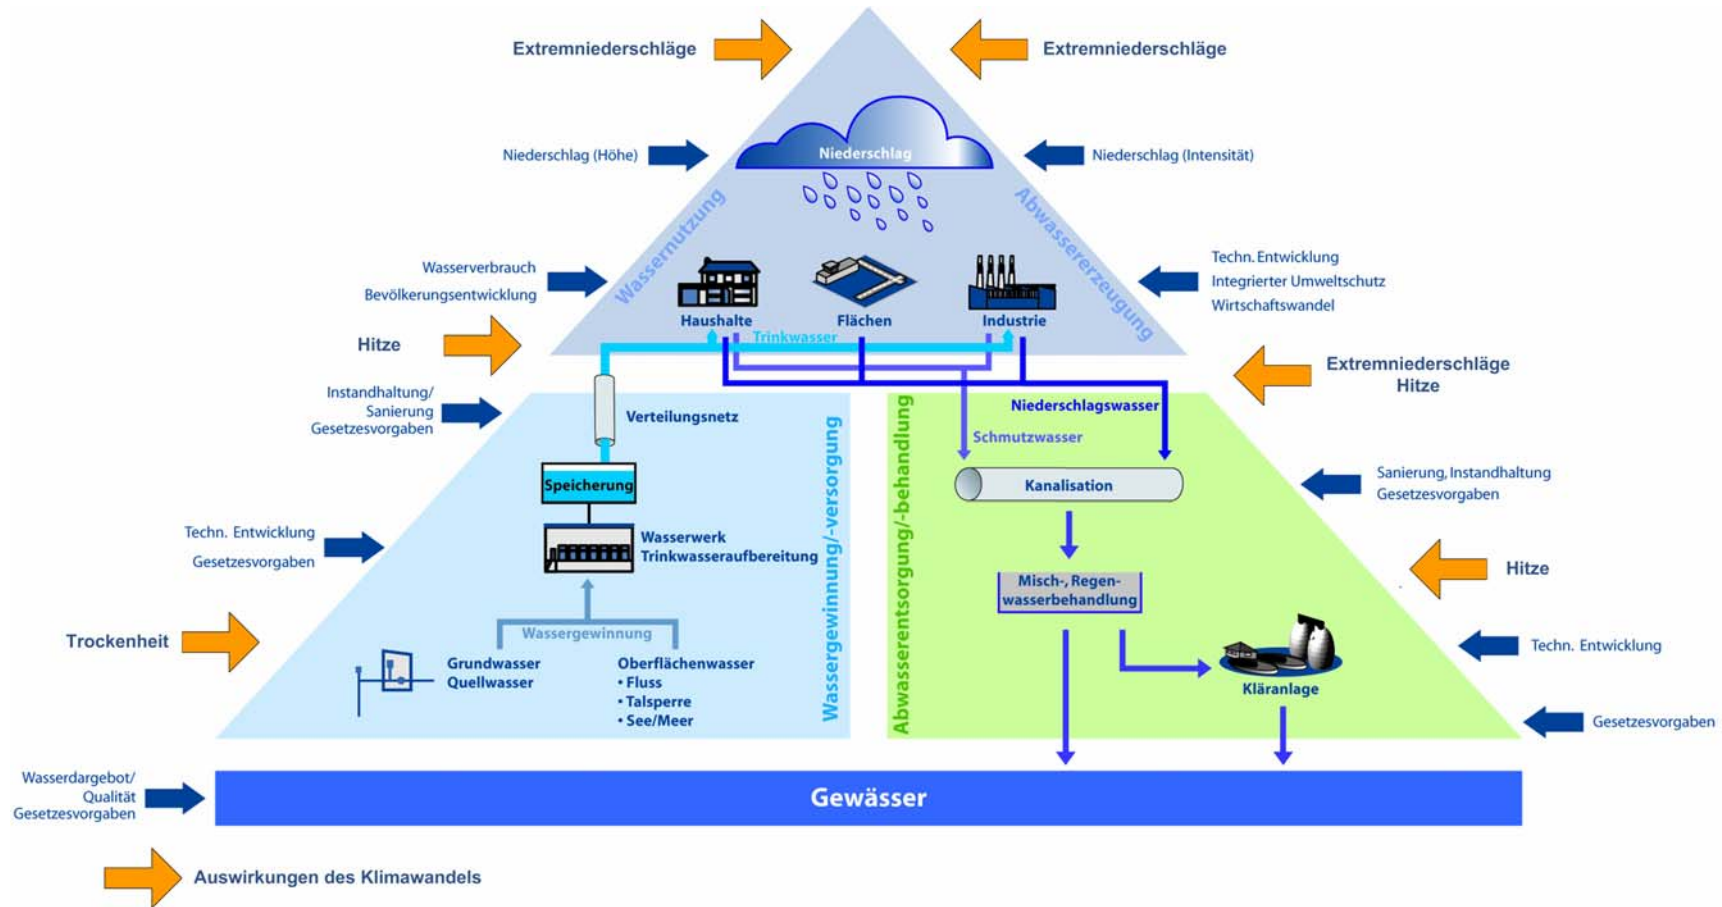 Extremniederschläge
Extremniederschläge
Niederschlag (Höhe)
Niederschlag
Niederschlag (Intensität)
Wassernutzung
Abwassererzeugung
Wasserverbrauch
Bevölkerungsentwicklung
Techn. Entwicklung
Integrierter Umweltschutz
Wirtschaftswandel
Haushalte
Flächen
Industrie
Trinkwasser
Hitze
Extremniederschläge
Hitze
Instandhaltung/
Sanierung
Gesetzesvorgaben
Verteilungsnetz
Niederschlagswasser
Schmutzwasser
Speicherung
Kanalisation
Sanierung, Instandhaltung
Gesetzesvorgaben
Techn. Entwicklung
Gesetzesvorgaben
Wasserwerk
Trinkwasseraufbereitung
Wassergewinnung/-versorgung
Abwasserentsorgung/-behandlung
Misch-, Regen-
wasserbehandlung
Hitze
Trockenheit
Wassergewinnung
Grundwasser
Quellwasser
Oberflächenwasser
• Fluss
• Talsperre
• See/Meer
Kläranlage
Techn. Entwicklung
Gesetzesvorgaben
Wasserdargebot/
Qualität
Gesetzesvorgaben
Gewässer
Auswirkungen des Klimawandels